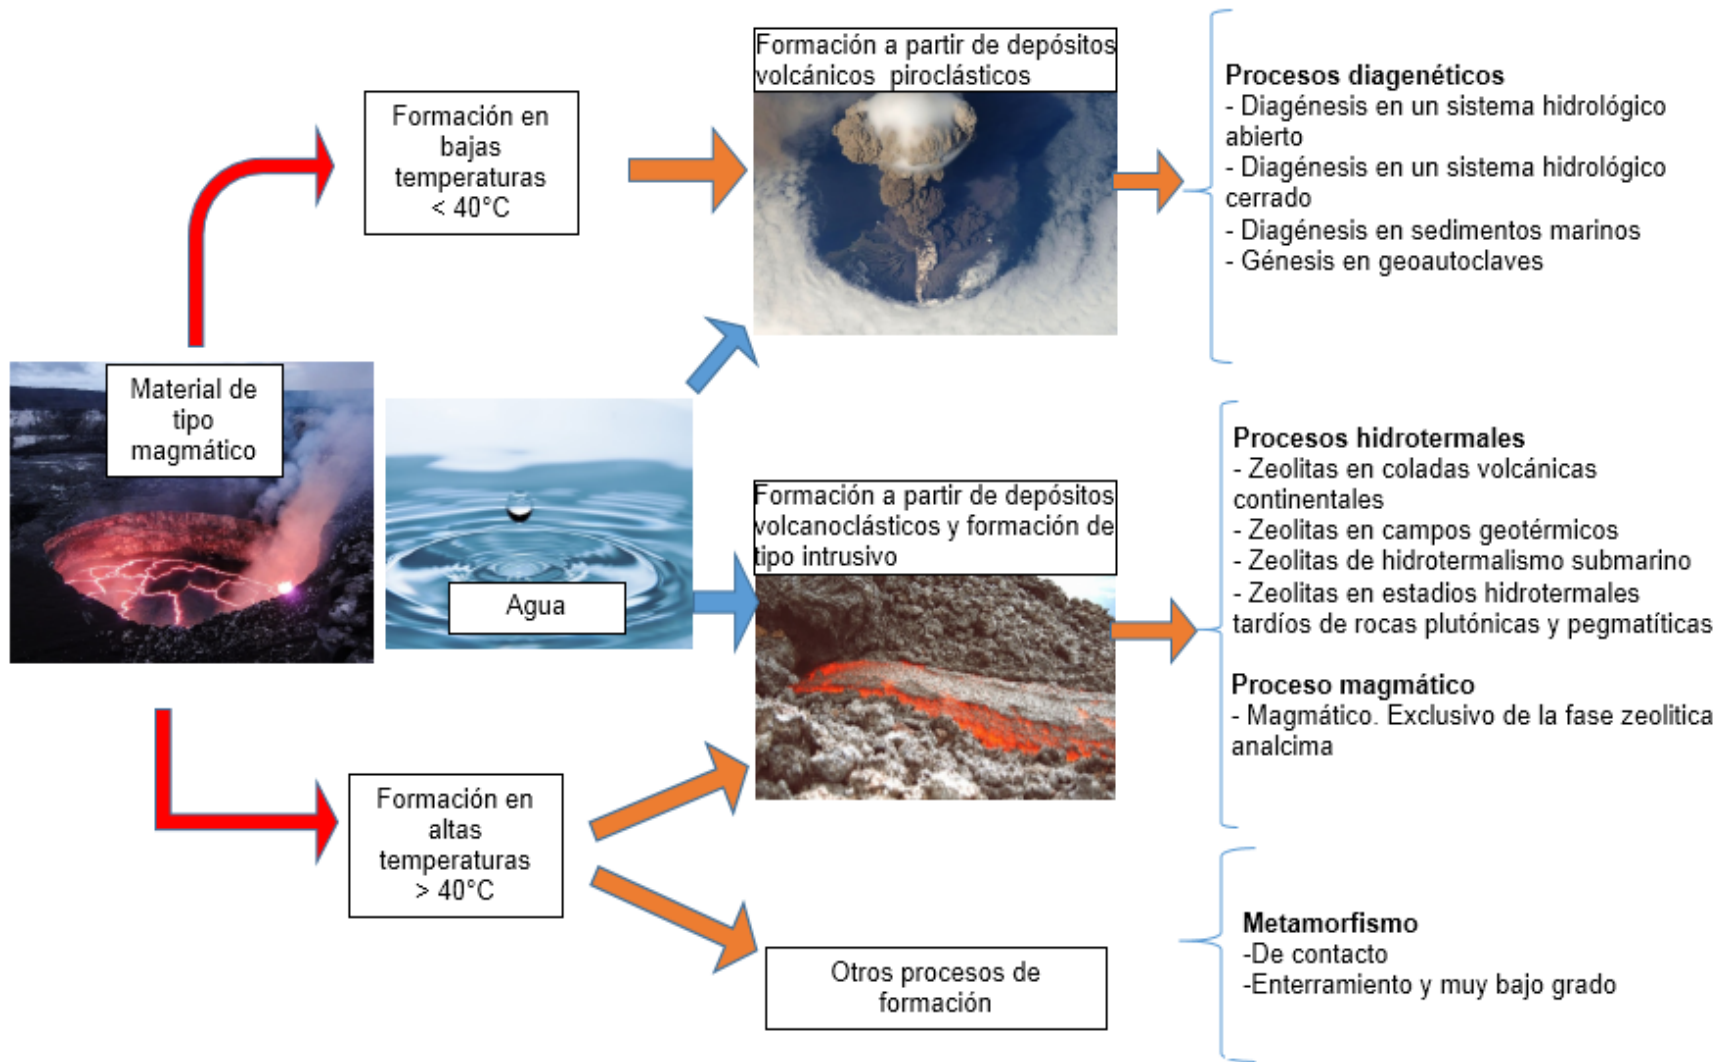 Formación a partir de depósitos
volcánicos piroclásticos
Formación en
bajas
temperaturas
< 40°C
Procesos diagenéticos
- Diagénesis en un sistema hidrológico
abierto
- Diagénesis en un sistema hidrológico
cerrado
- Diagénesis en sedimentos marinos
- Génesis en geoautoclaves
Material de
tipo
magmático
Agua
Formación a partir de depósitos
volcanoclásticos y formación de
tipo intrusivo
Procesos hidrotermales
- Zeolitas en coladas volcánicas
continentales
- Zeolitas en campos geotérmicos
- Zeolitas de hidrotermalismo submarino
- Zeolitas en estadios hidrotermales
tardíos de rocas plutónicas y pegmatíticas
Proceso magmático
- Magmático. Exclusivo de la fase zeolitica
analcima
Formación en
altas
temperaturas
> 40°C
Otros procesos de
formación
Metamorfismo
-De contacto
-Enterramiento y muy bajo grado